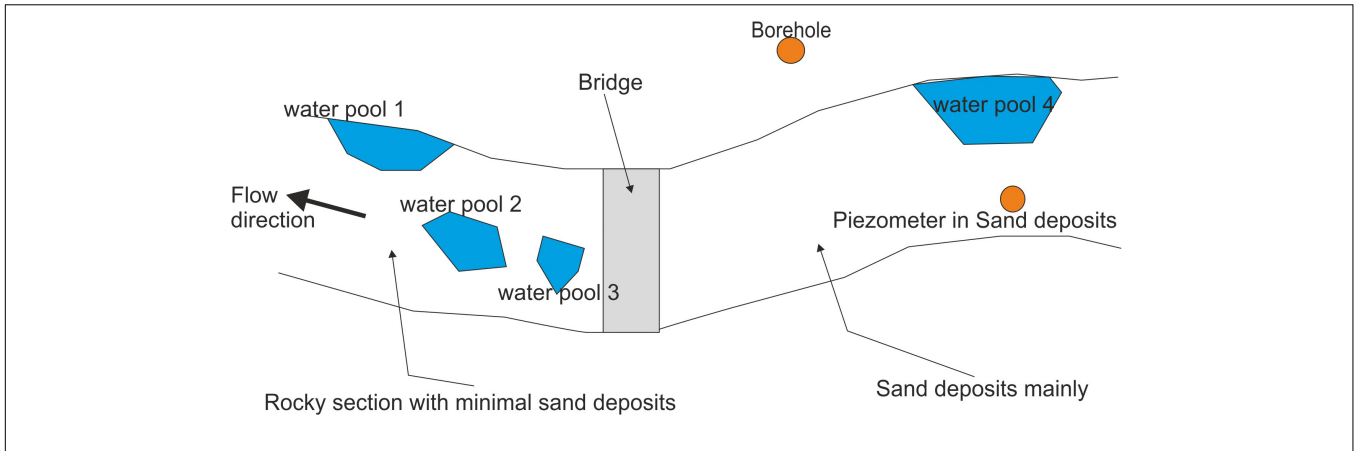 Borehole
Bridge
water pool 1
water pool 4
Flow
direction
water pool 2
Piezometer in Sand deposits
water pool 3
Sand deposits mainly
Rocky section with minimal sand deposits